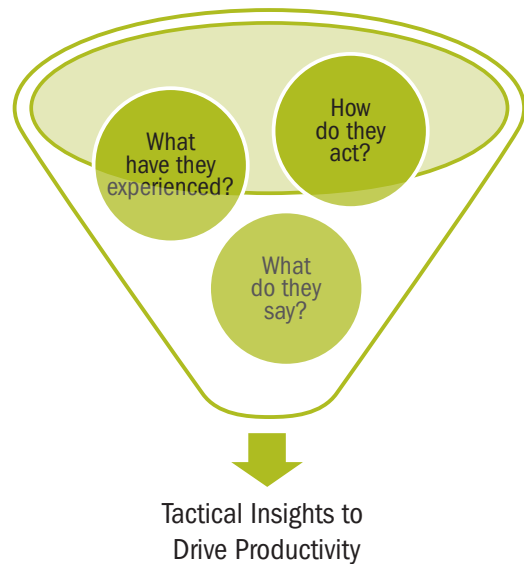 What
have they
experienced?
How
do they
act?
What
do they
say?
Tactical Insights to
Drive Productivity